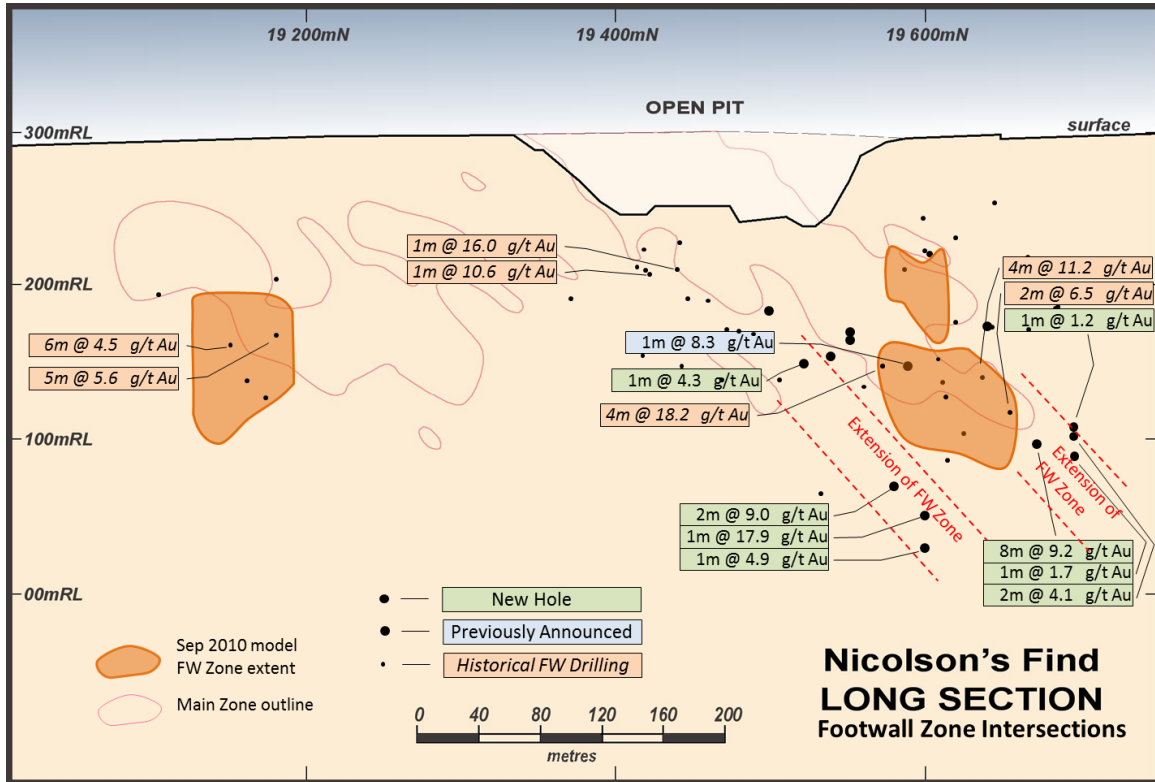 19 200mN
19 400mN
19 600mN
OPEN PIT
300mRL
surface
1m @ 16.0 g/t Au
1m @ 10.6 g/t Au
200mRL
4m @ 11.2 g/t Au
2m @ 6.5 g/t Au
1m @ 1.2 g/t Au
6m @ 4.5 g/t Au
5m @ 5.6 g/t Au
1m @ 8.3 g/t Au
1m @ 4.3 g/t Au
4m @ 18.2 g/t Au
100mRL
Extension of FW Zone
Extension of
FW Zone
2m @ 9.0 g/t Au
1m @ 17.9 g/t Au
1m @ 4.9 g/t Au
8m @ 9.2 g/t Au
1m @ 1.7 g/t Au
2m @ 4.1 g/t Au
00mRL
New Hole
Previously Announced
Historical FW Drilling
Sep 2010 model
FW Zone extent
Main Zone outline
0 40 80 120 160 200
metres
Nicolson's Find
LONG SECTION
Footwall Zone Intersections